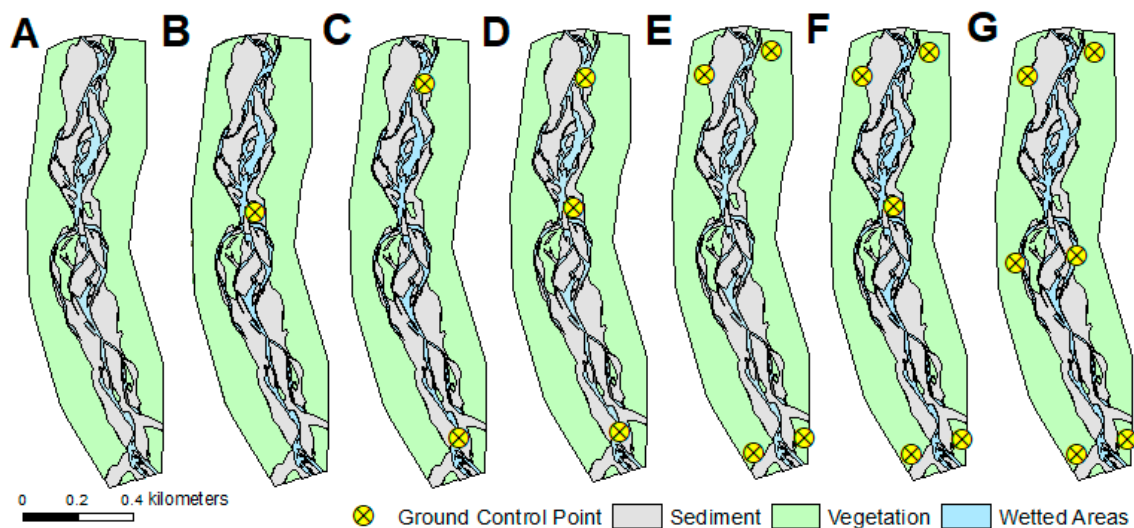 A B C D E F G
0 0.2 0.4 kilometers
Ground Control Point Sediment Vegetation Wetted Areas